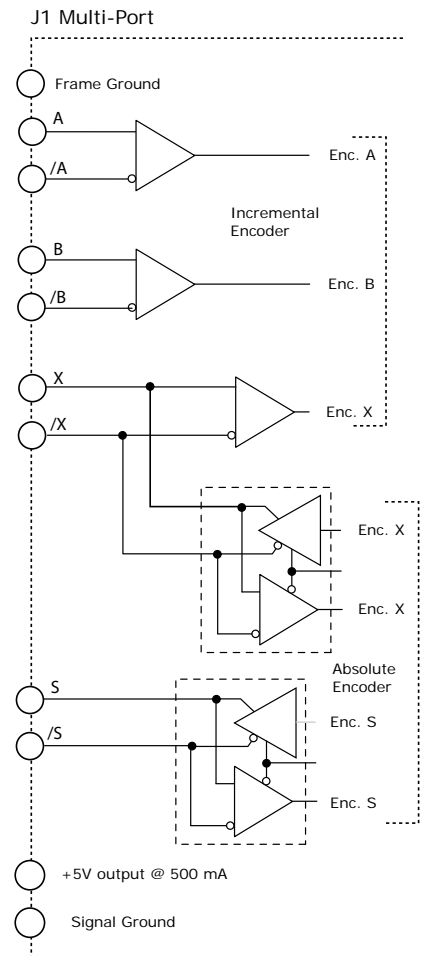 J1 Multi-Port
Frame Ground
A
/A
Enc. A
Incremental
Encoder
B
/B
Enc. B
X
/X
Enc. X
Enc. X
Enc. X
Absolute
Encoder
S
/S
Enc. S
Enc. S
+5V output @ 500 mA
Signal Ground